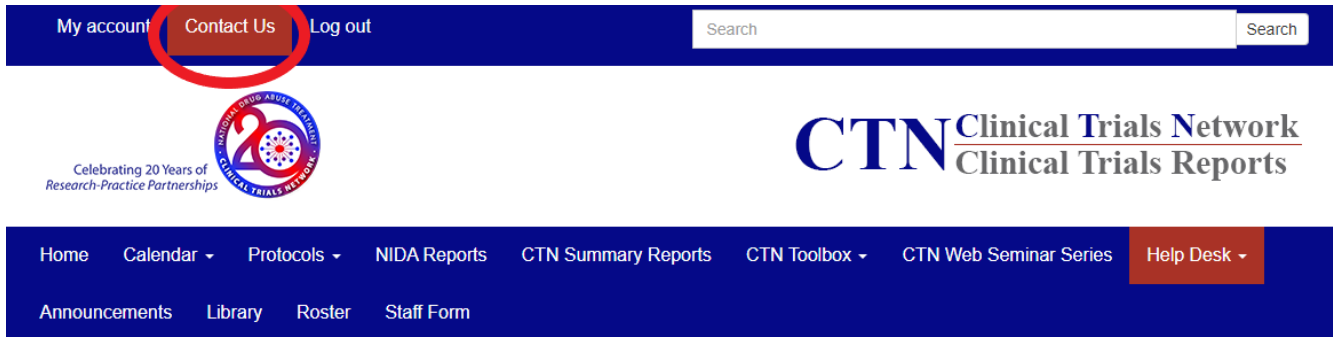 My account Contact Us Log out Search Search
NATIONAL DRUG ABUSE TREATMENT
20
CLINICAL TRIALS NETWORK
Celebrating 20 Years of
Research-Practice Partnerships
CTN Clinical Trials Network
Clinical Trials Reports
Home Calendar Protocols NIDA Reports CTN Summary Reports CTN Toolbox CTN Web Seminar Series Help Desk
Announcements Library Roster Staff Form